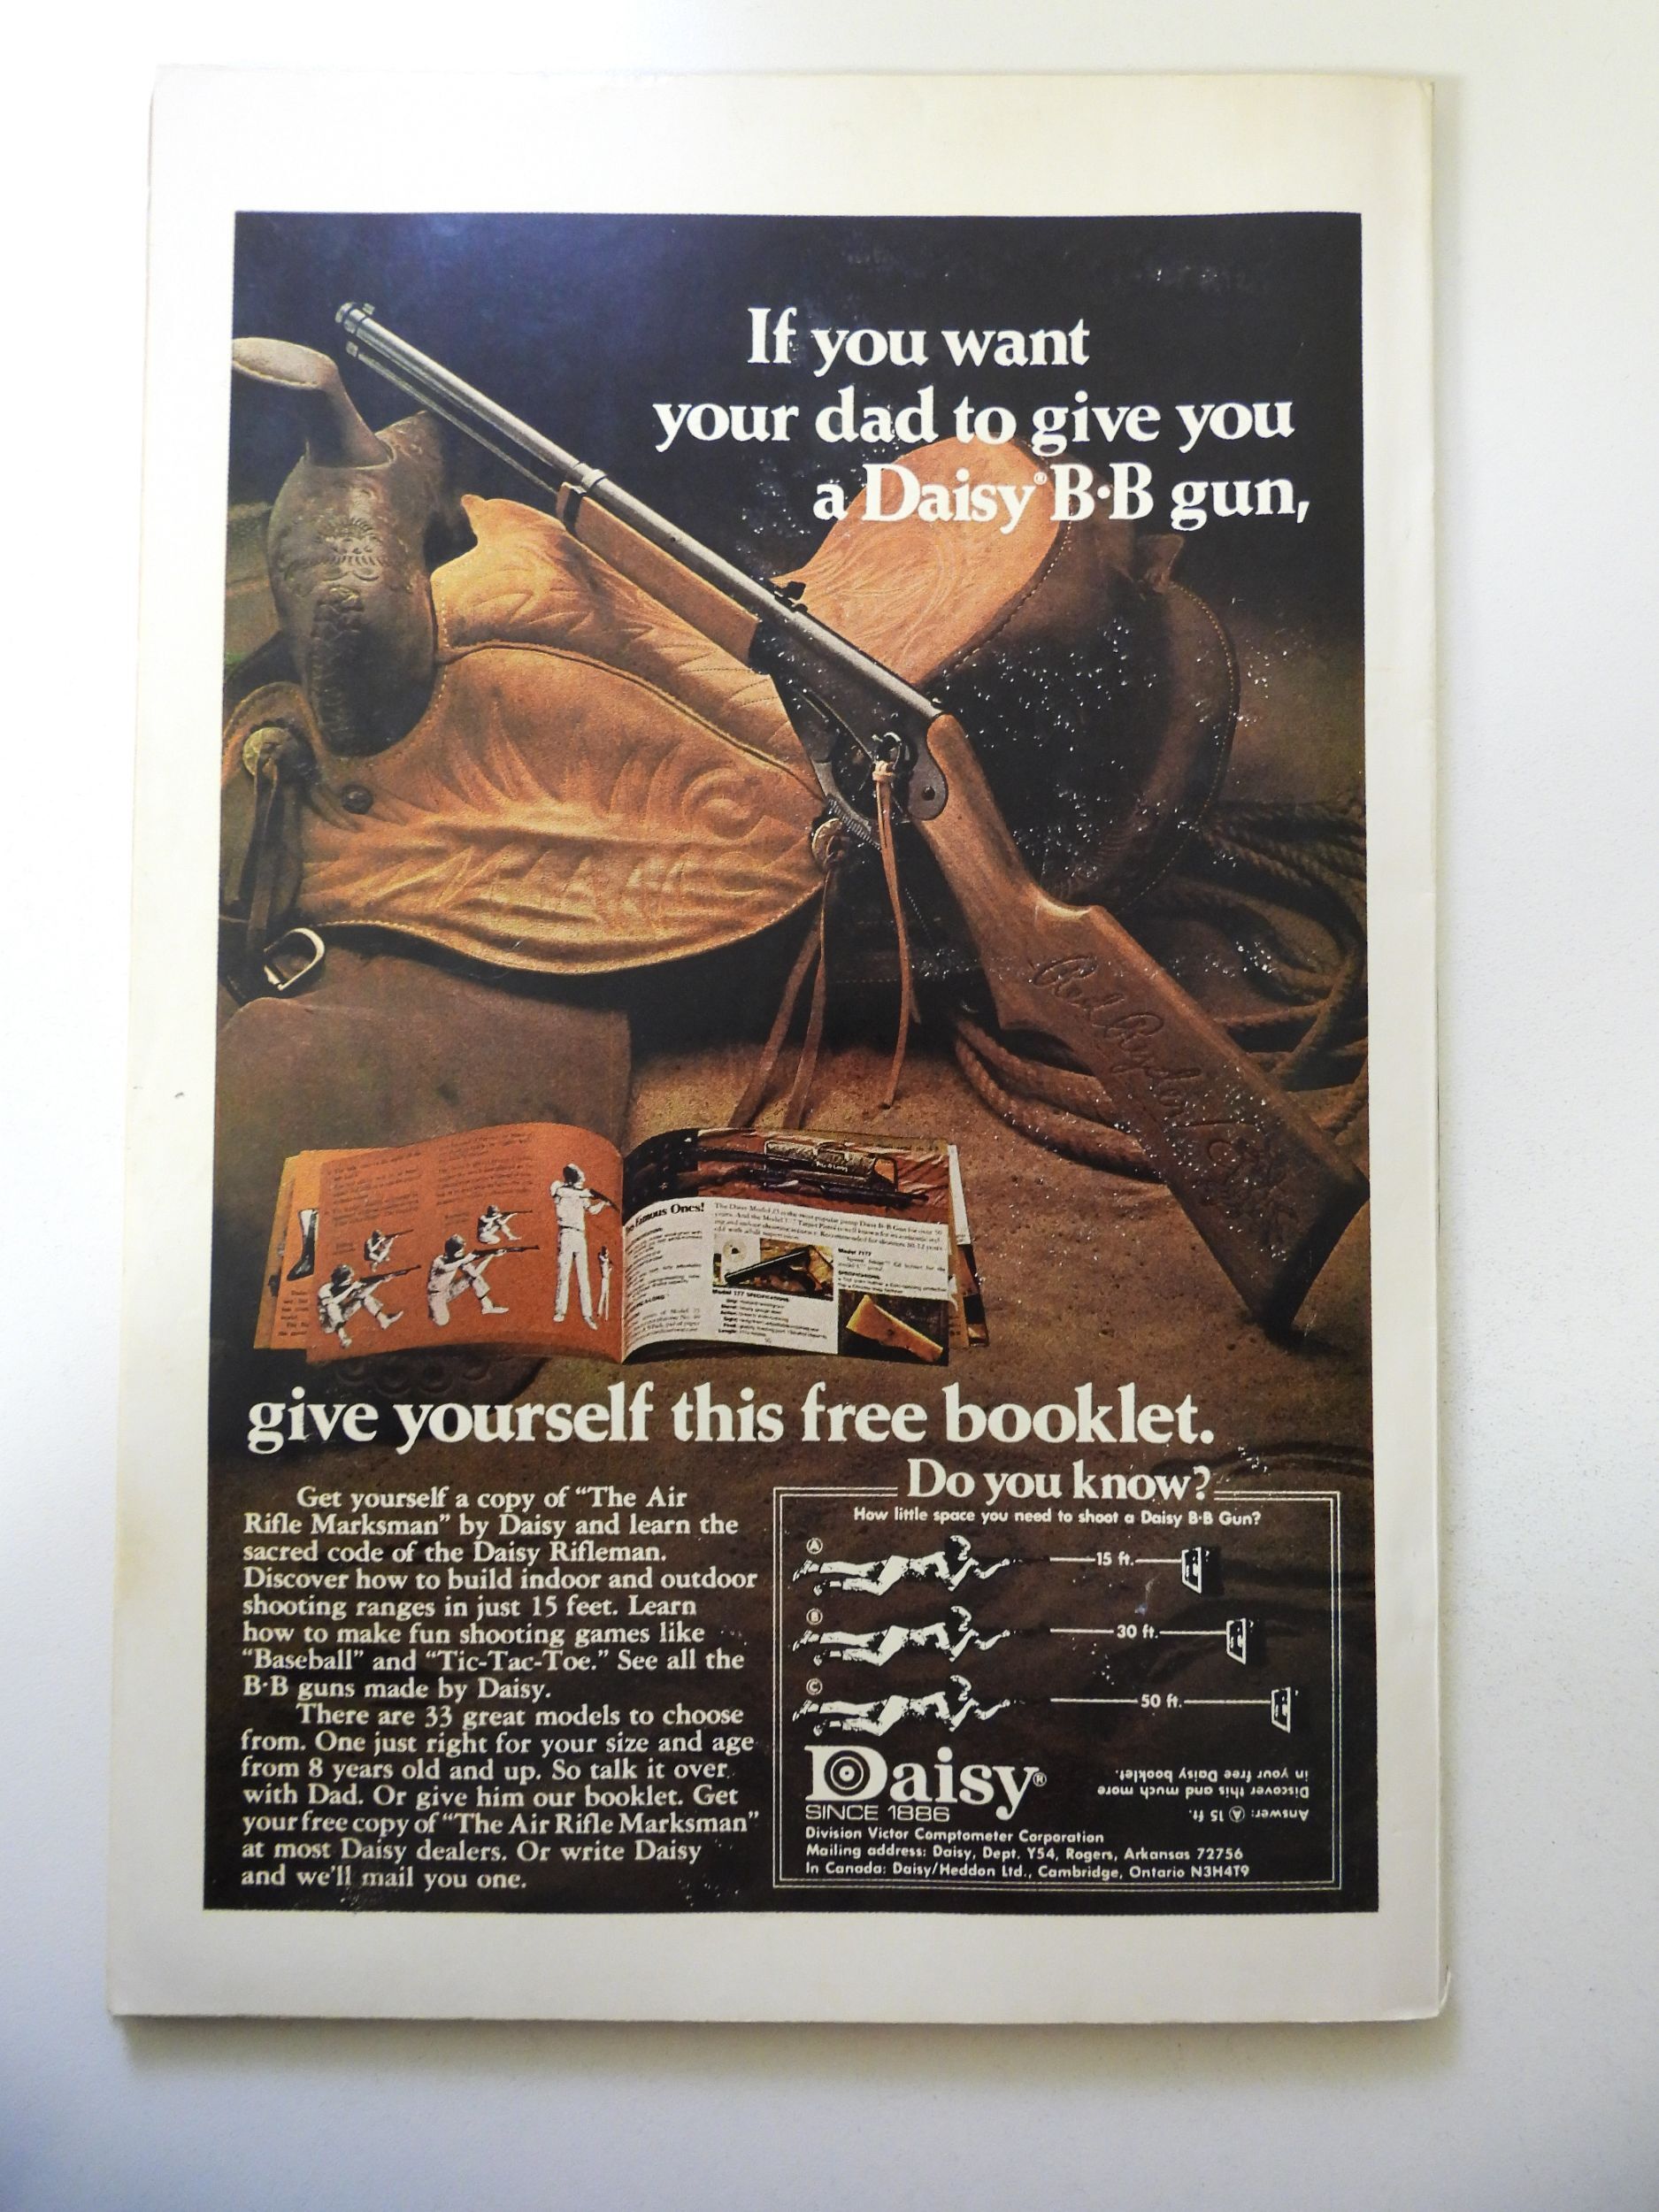 If you want
your dad to give you
a Daisy® B·B gun,
Red Ryder
Famous Ones!
Model 7177
SPECIFICATIONS:
Model 177 SPECIFICATIONS:
give yourself this free booklet.
Get yourself a copy of “The Air
Rifle Marksman” by Daisy and learn the
sacred code of the Daisy Rifleman.
Discover how to build indoor and outdoor
shooting ranges in just 15 feet. Learn
how to make fun shooting games like
“Baseball” and “Tic-Tac-Toe.” See all the
B·B guns made by Daisy.
There are 33 great models to choose
from. One just right for your size and age
from 8 years old and up. So talk it over
with Dad. Or give him our booklet. Get
your free copy of “The Air Rifle Marksman”
at most Daisy dealers. Or write Daisy
and we’ll mail you one.
Do you know?
How little space you need to shoot a Daisy B·B Gun?
A 15 ft.
B 30 ft.
C 50 ft.
Daisy®
SINCE 1886
Answer: A 15 ft.
Discover this and much more
in your free Daisy booklet.
Division Victor Comptometer Corporation
Mailing address: Daisy, Dept. Y54, Rogers, Arkansas 72756
In Canada: Daisy/Heddon Ltd., Cambridge, Ontario N3H4T9